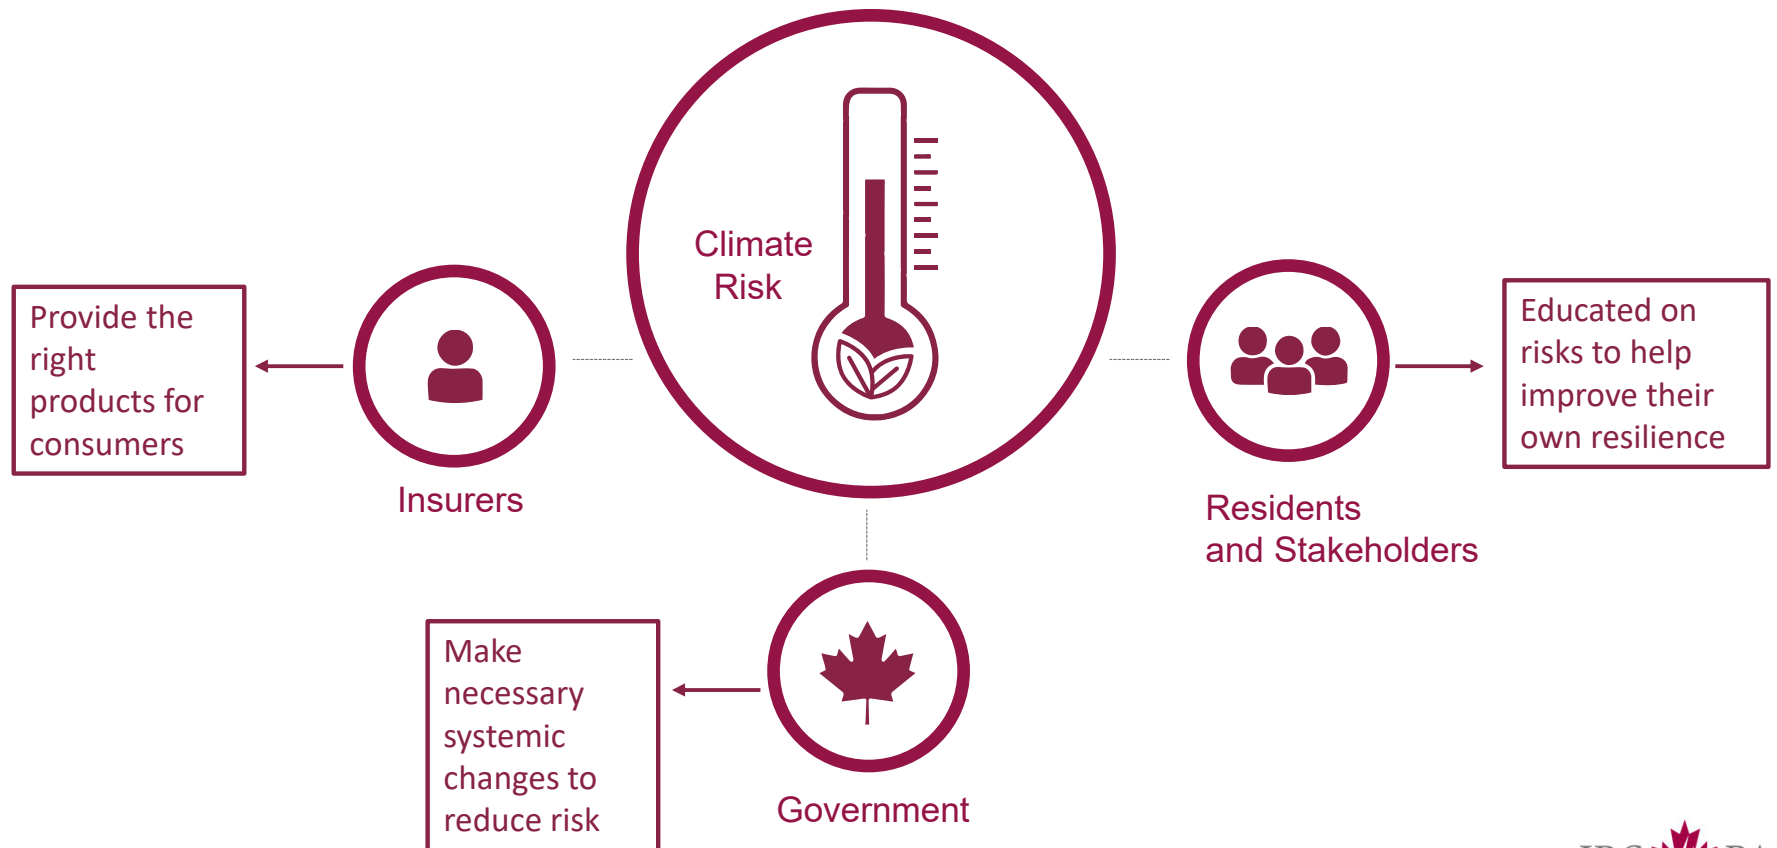 Climate
Risk
Provide the
right
products for
consumers
Insurers
Educated on
risks to help
improve their
own resilience
Residents
and Stakeholders
Make
necessary
systemic
changes to
reduce risk
Government